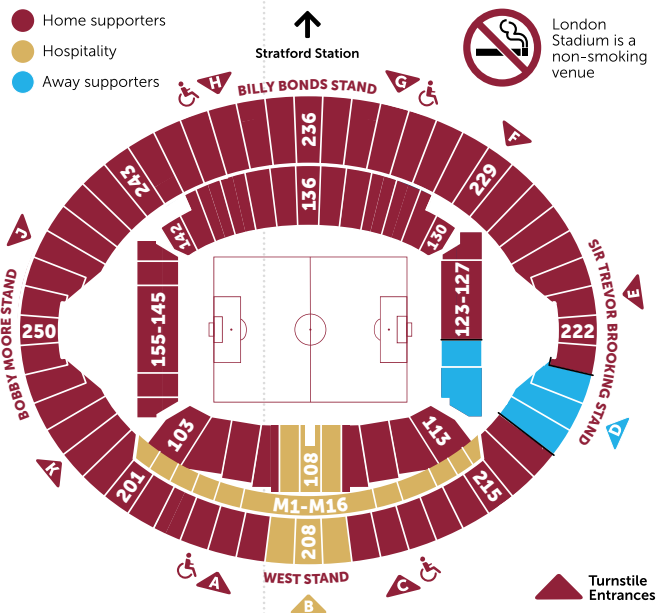 Home supporters
Hospitality
Away supporters
Stratford Station
London
Stadium is a
non-smoking
venue
H
BILLY BONDS STAND
G
F
236
243
229
136
142
130
J
E
SIR TREVOR BROOKING STAND
BOBBY MOORE STAND
250
155-145
123-127
222
D
103
113
108
K
201
M1-M16
215
208
A
WEST STAND
C
B
Turnstile
Entrances